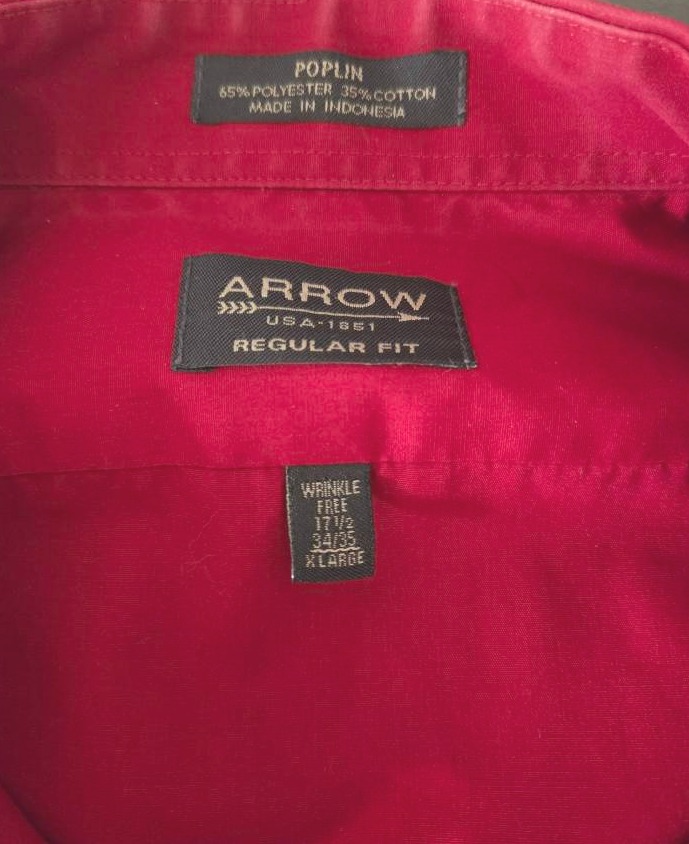 POPLIN
65% POLYESTER 35% COTTON
MADE IN INDONESIA
ARROW
USA-1851
REGULAR FIT
WRINKLE
FREE
17 1/2
34/35
X LARGE